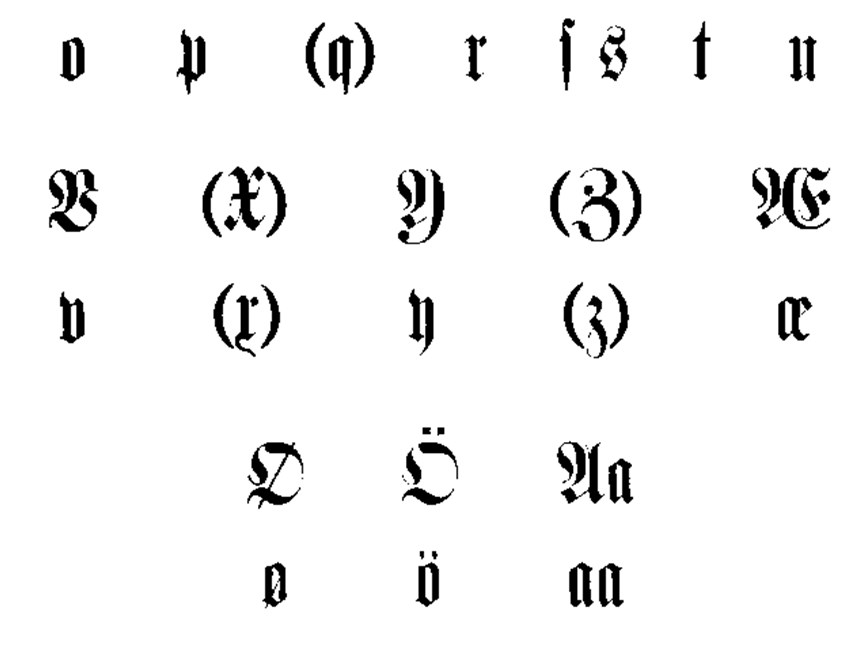 o p (q) r ſ s t u
V (X) Y (Z) Æ
v (x) y (z) æ
Ø Ö Aa
ø ö aa